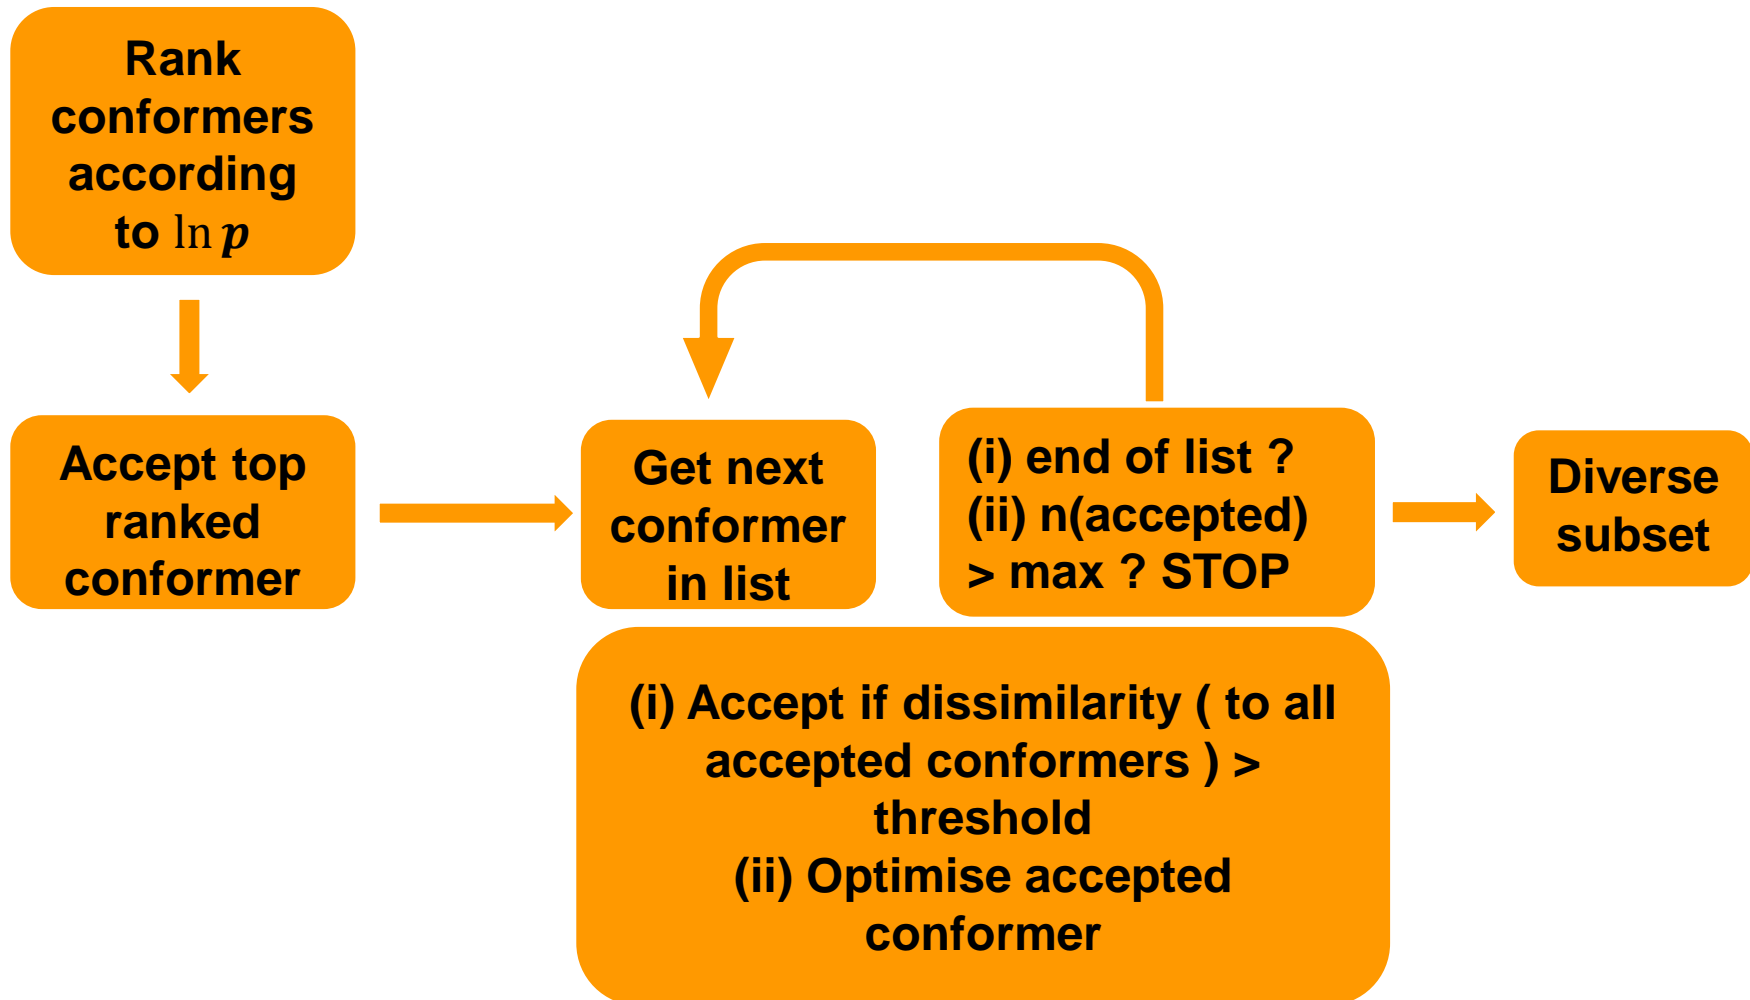 Rank
conformers
according
to ln p
Accept top
ranked
conformer
Get next
conformer
in list
(i) end of list ?
(ii) n(accepted)
> max ? STOP
Diverse
subset
(i) Accept if dissimilarity ( to all
accepted conformers ) >
threshold
(ii) Optimise accepted
conformer